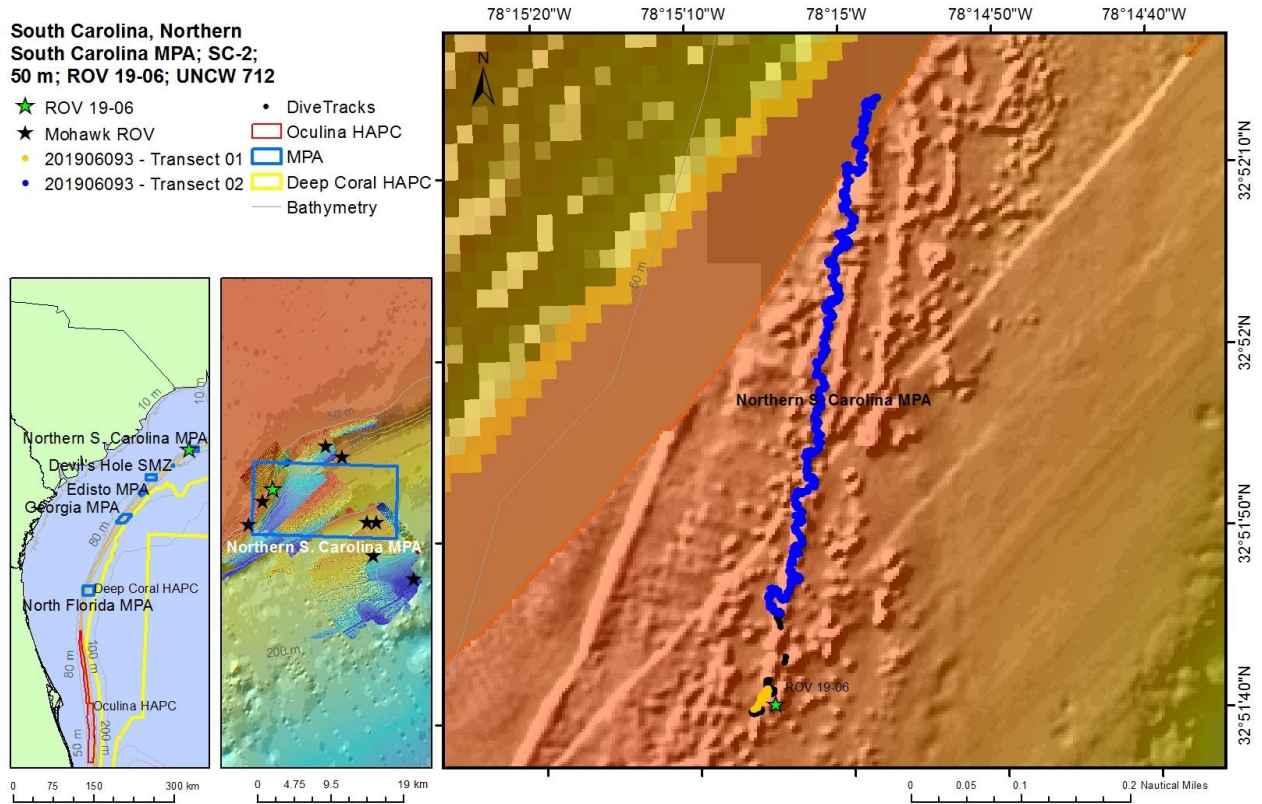 South Carolina, Northern
South Carolina MPA; SC-2;
50 m; ROV 19-06; UNCW 712
ROV 19-06
Mohawk ROV
201906093 - Transect 01
201906093 - Transect 02
DiveTracks
Oculina HAPC
MPA
Deep Coral HAPC
Bathymetry
10 m
10 m
Northern S. Carolina MPA
Devil's Hole SMZ
Edisto MPA
Georgia MPA
80 m
Deep Coral HAPC
North Florida MPA
80 m
100 m
Oculina HAPC
50 m
200 m
0 75 150 300 km
50 m
Northern S. Carolina MPA
200 m
0 4.75 9.5 19 km
78°15'20"W 78°15'10"W 78°15'W 78°14'50"W 78°14'40"W
N
50 m
Northern S. Carolina MPA
ROV 19-06
32°52'10"N
32°52'N
32°51'50"N
32°51'40"N
0 0.05 0.1 0.2 Nautical Miles